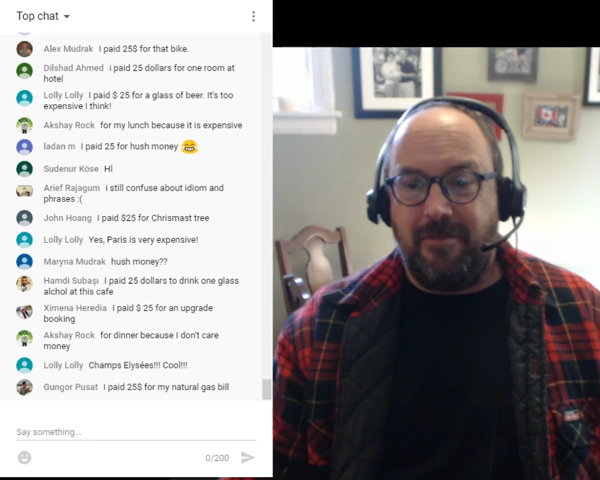 Top chat
Alex Mudrak I paid 25$ for that bike.
Dilshad Ahmed i paid 25 dollars for one room at
hotel
Lolly Lolly I paid $ 25 for a glass of beer. It's too
expensive I think!
Akshay Rock for my lunch because it is expensive
ladan m I paid 25 for hush money 😂
Sudenur Köse Hİ
Arief Rajagum i still confuse about idiom and
phrases :(
John Hoang I paid $25 for Chrismast tree
Lolly Lolly Yes, Paris is very expensive!
Maryna Mudrak hush money??
Hamdi Subaşı I paid 25 dollars to drink one glass
alchol at this cafe
Ximena Heredia I paid $ 25 for an upgrade
booking
Akshay Rock for dinner because I don't care
money
Lolly Lolly Champs Elysées!!! Cool!!!
Gungor Pusat I paid 25$ for my natural gas bill
Say something...
0/200